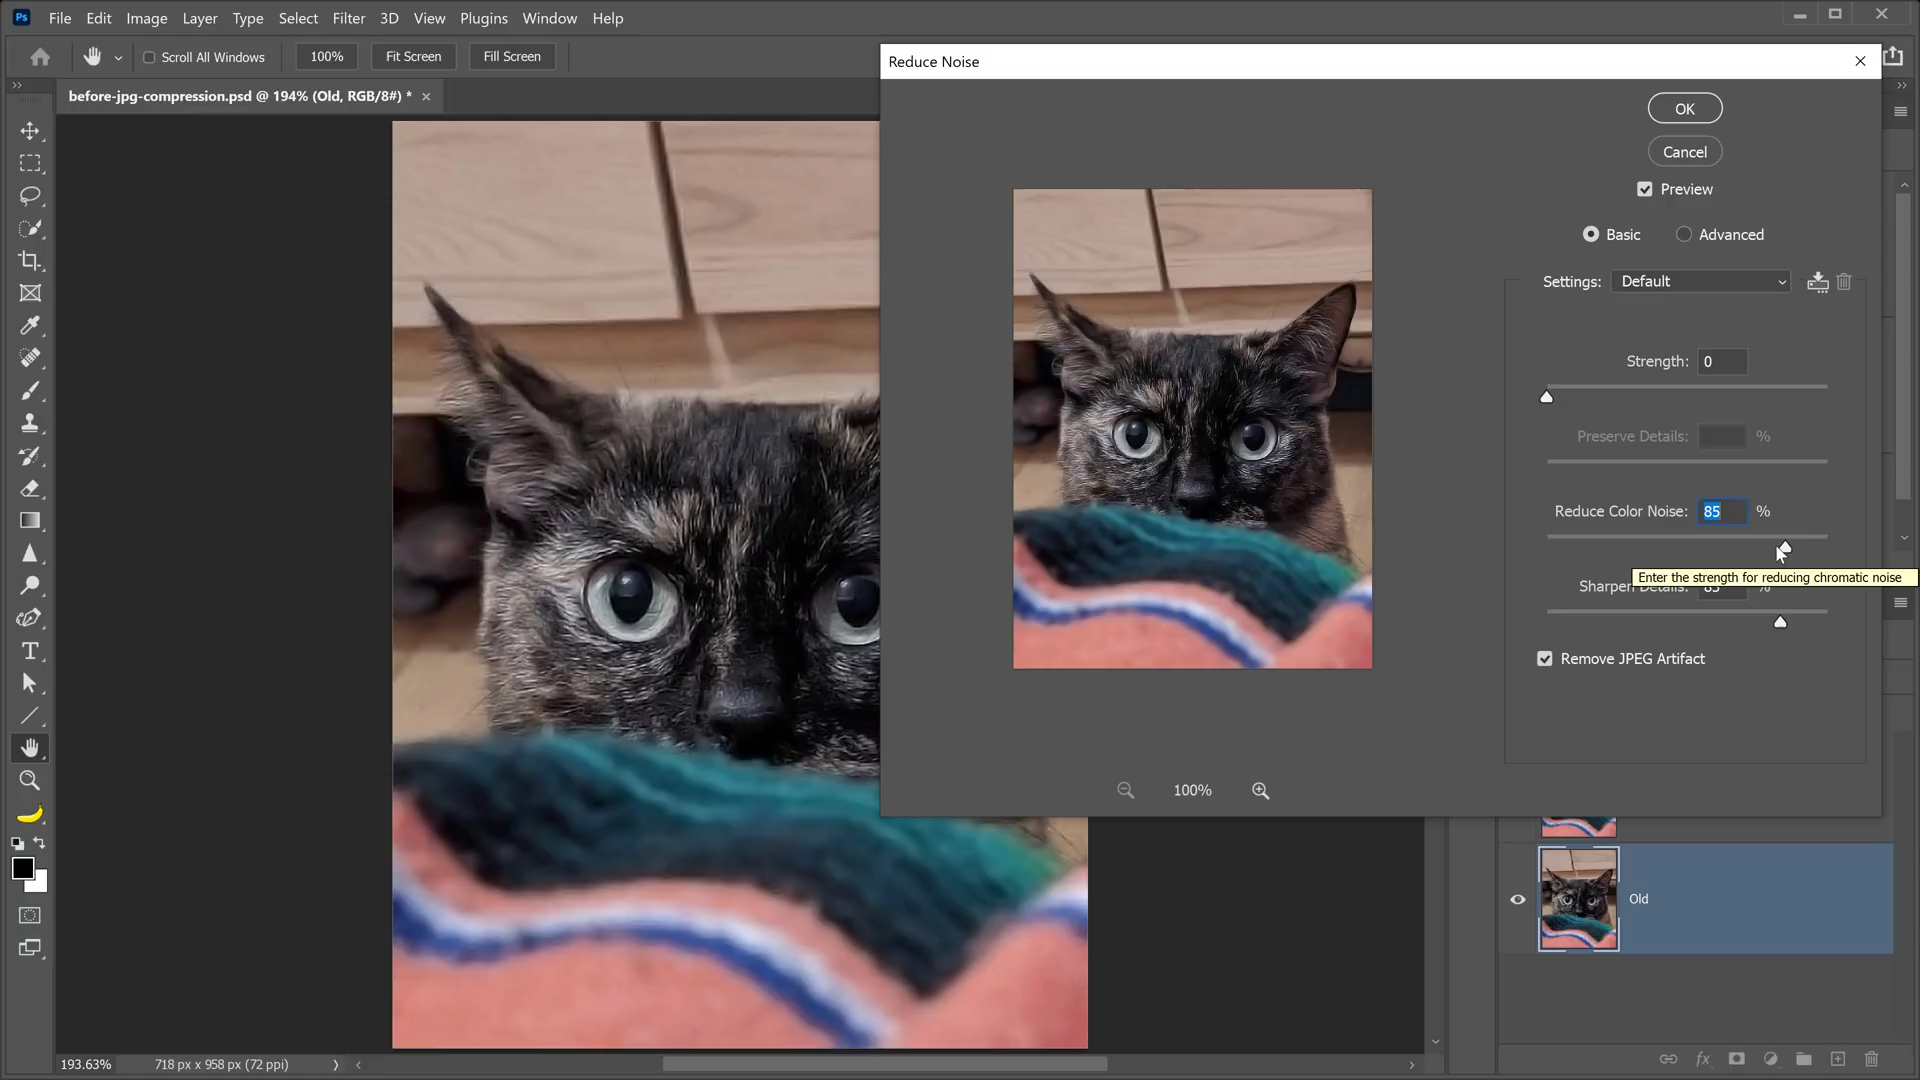 Ps File Edit Image Layer Type Select Filter 3D View Plugins Window Help
Scroll All Windows 100% Fit Screen Fill Screen
before-jpg-compression.psd @ 194% (Old, RGB/8#) *
Reduce Noise
OK
Cancel
Preview
Basic Advanced
Settings: Default
Strength: 0
Preserve Details: %
Reduce Color Noise: 85 %
Enter the strength for reducing chromatic noise
Sharpen Details: %
Remove JPEG Artifact
100%
Old
193.63% 718 px x 958 px (72 ppi)
fx